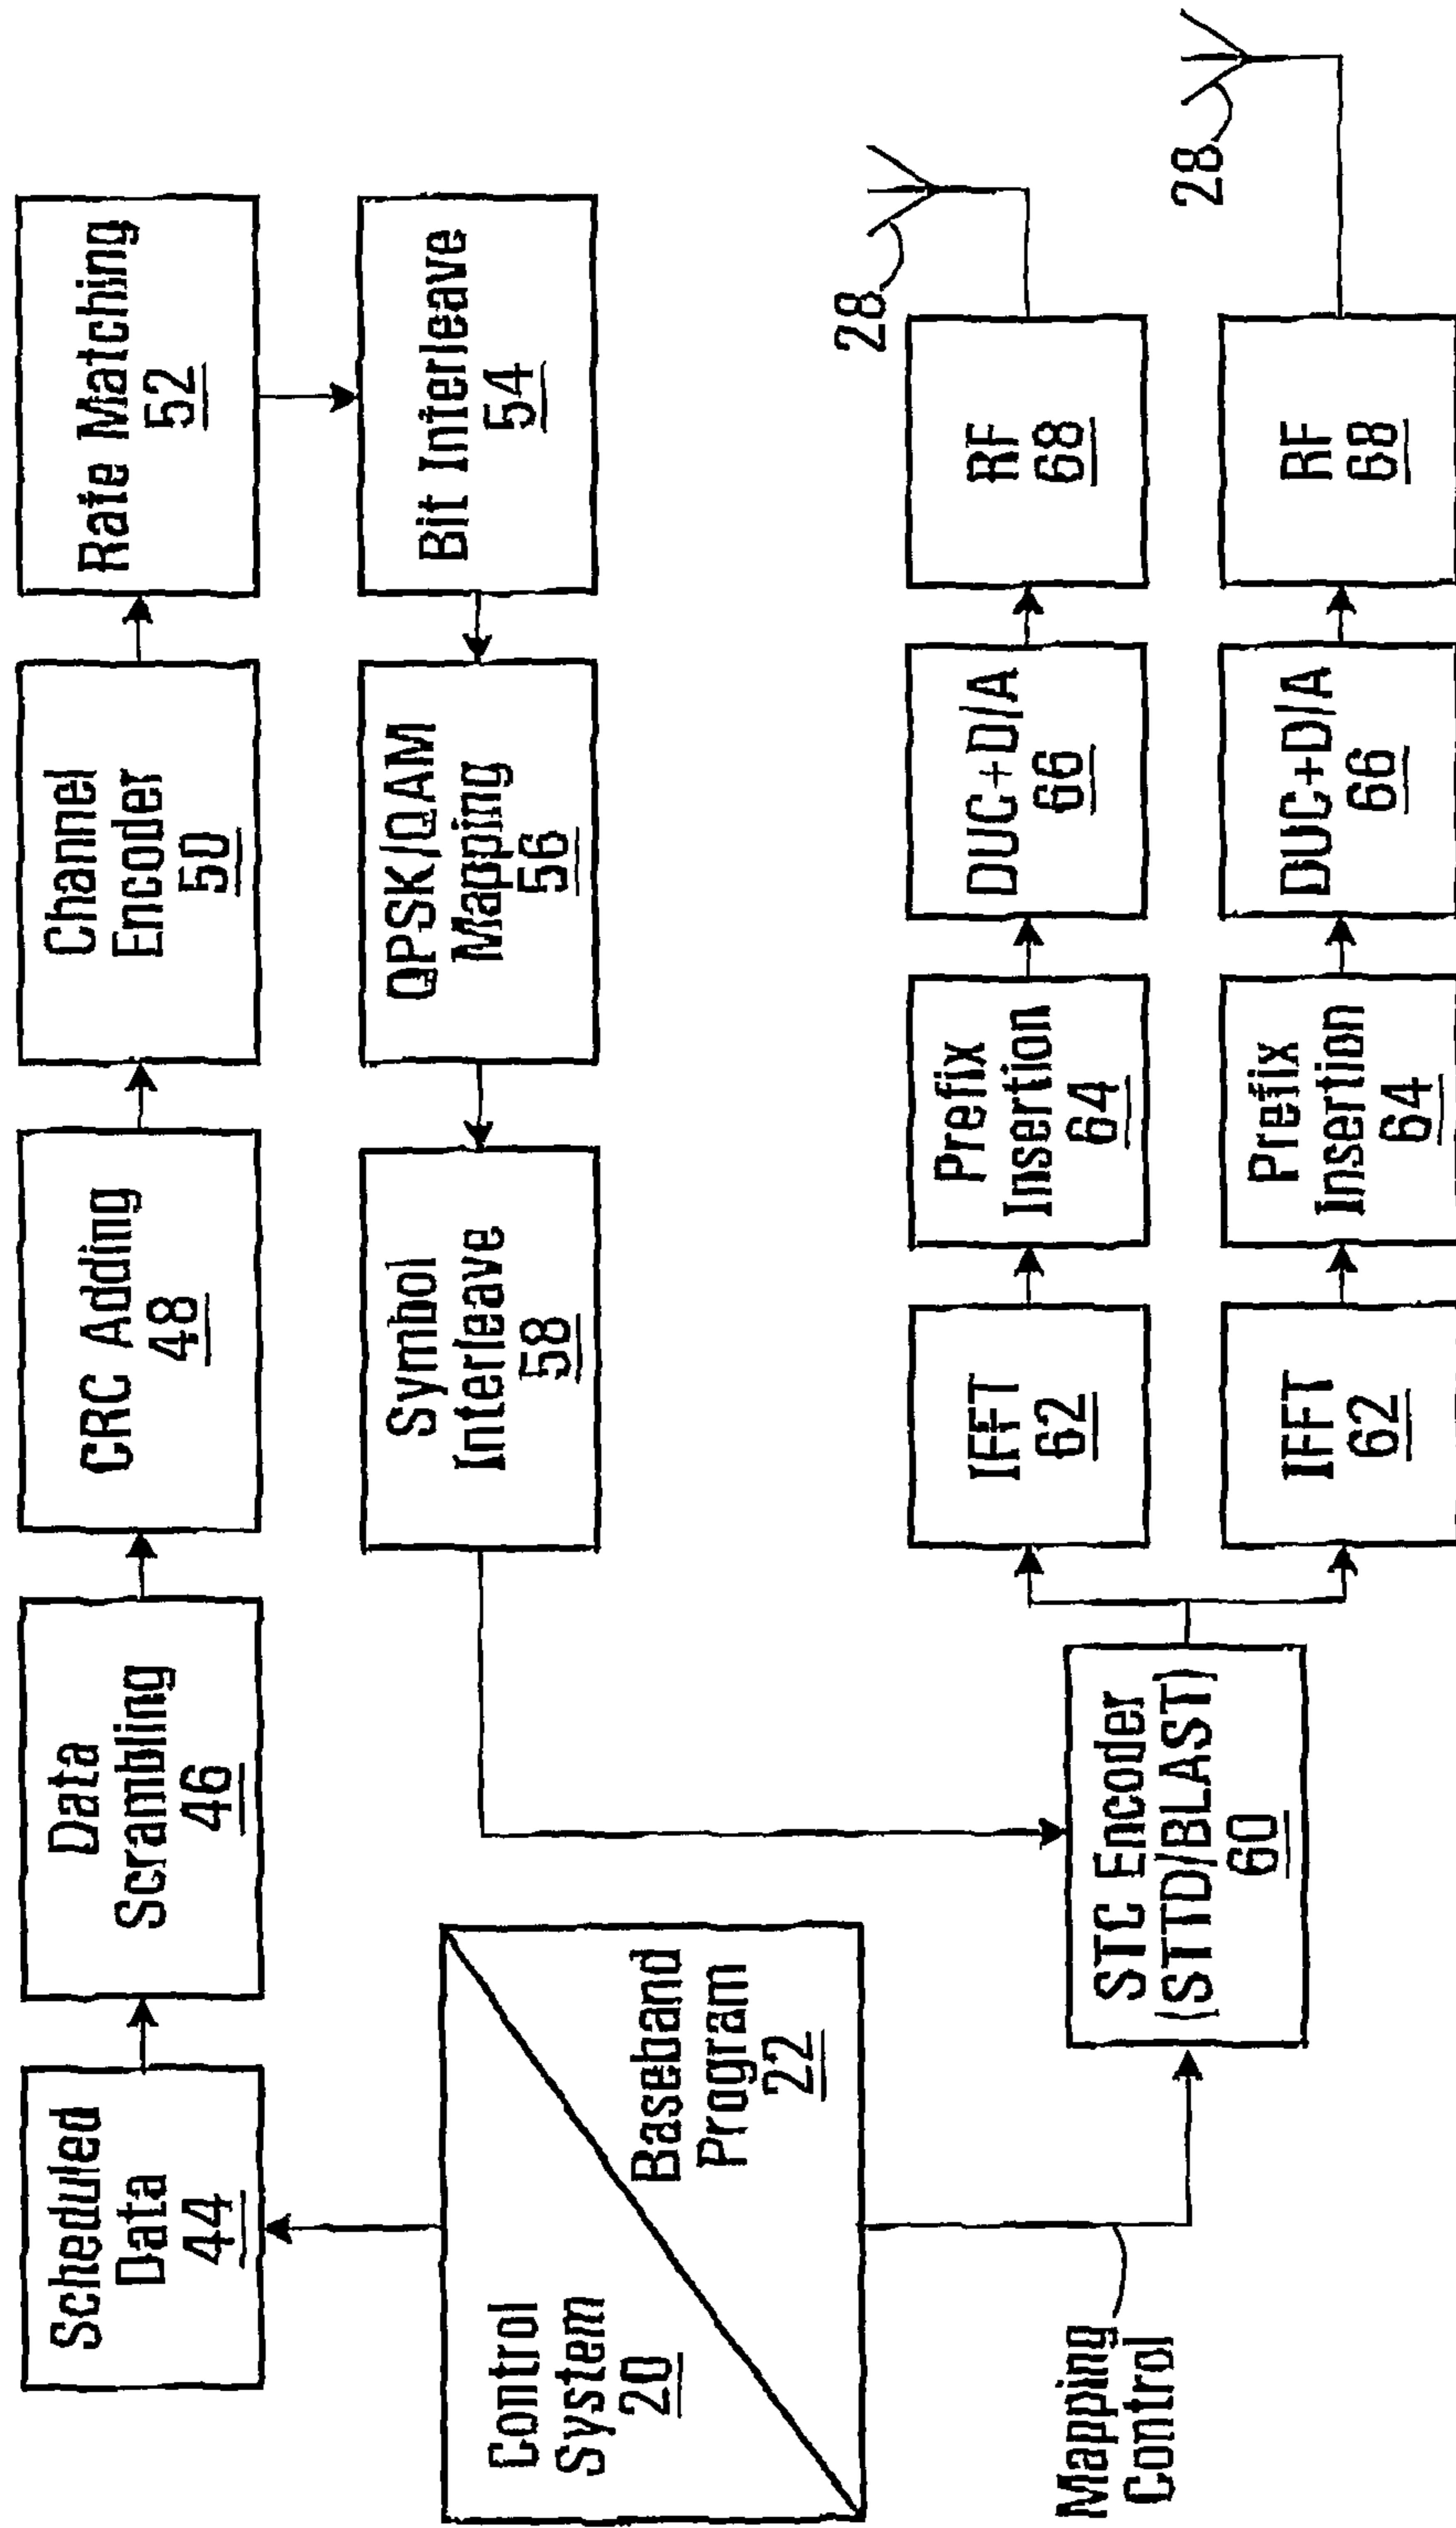 Scheduled
Data
44
Data
Scrambling
46
CRC Adding
48
Channel
Encoder
50
Rate Matching
52
Bit Interleave
54
QPSK/QAM
Mapping
56
Symbol
Interleave
58
Control
System
20
Baseband
Program
22
Mapping
Control
STC Encoder
(STTD/BLAST)
60
IFFT
62
Prefix
Insertion
64
DUC+D/A
66
RF
68
28
IFFT
62
Prefix
Insertion
64
DUC+D/A
66
RF
68
28